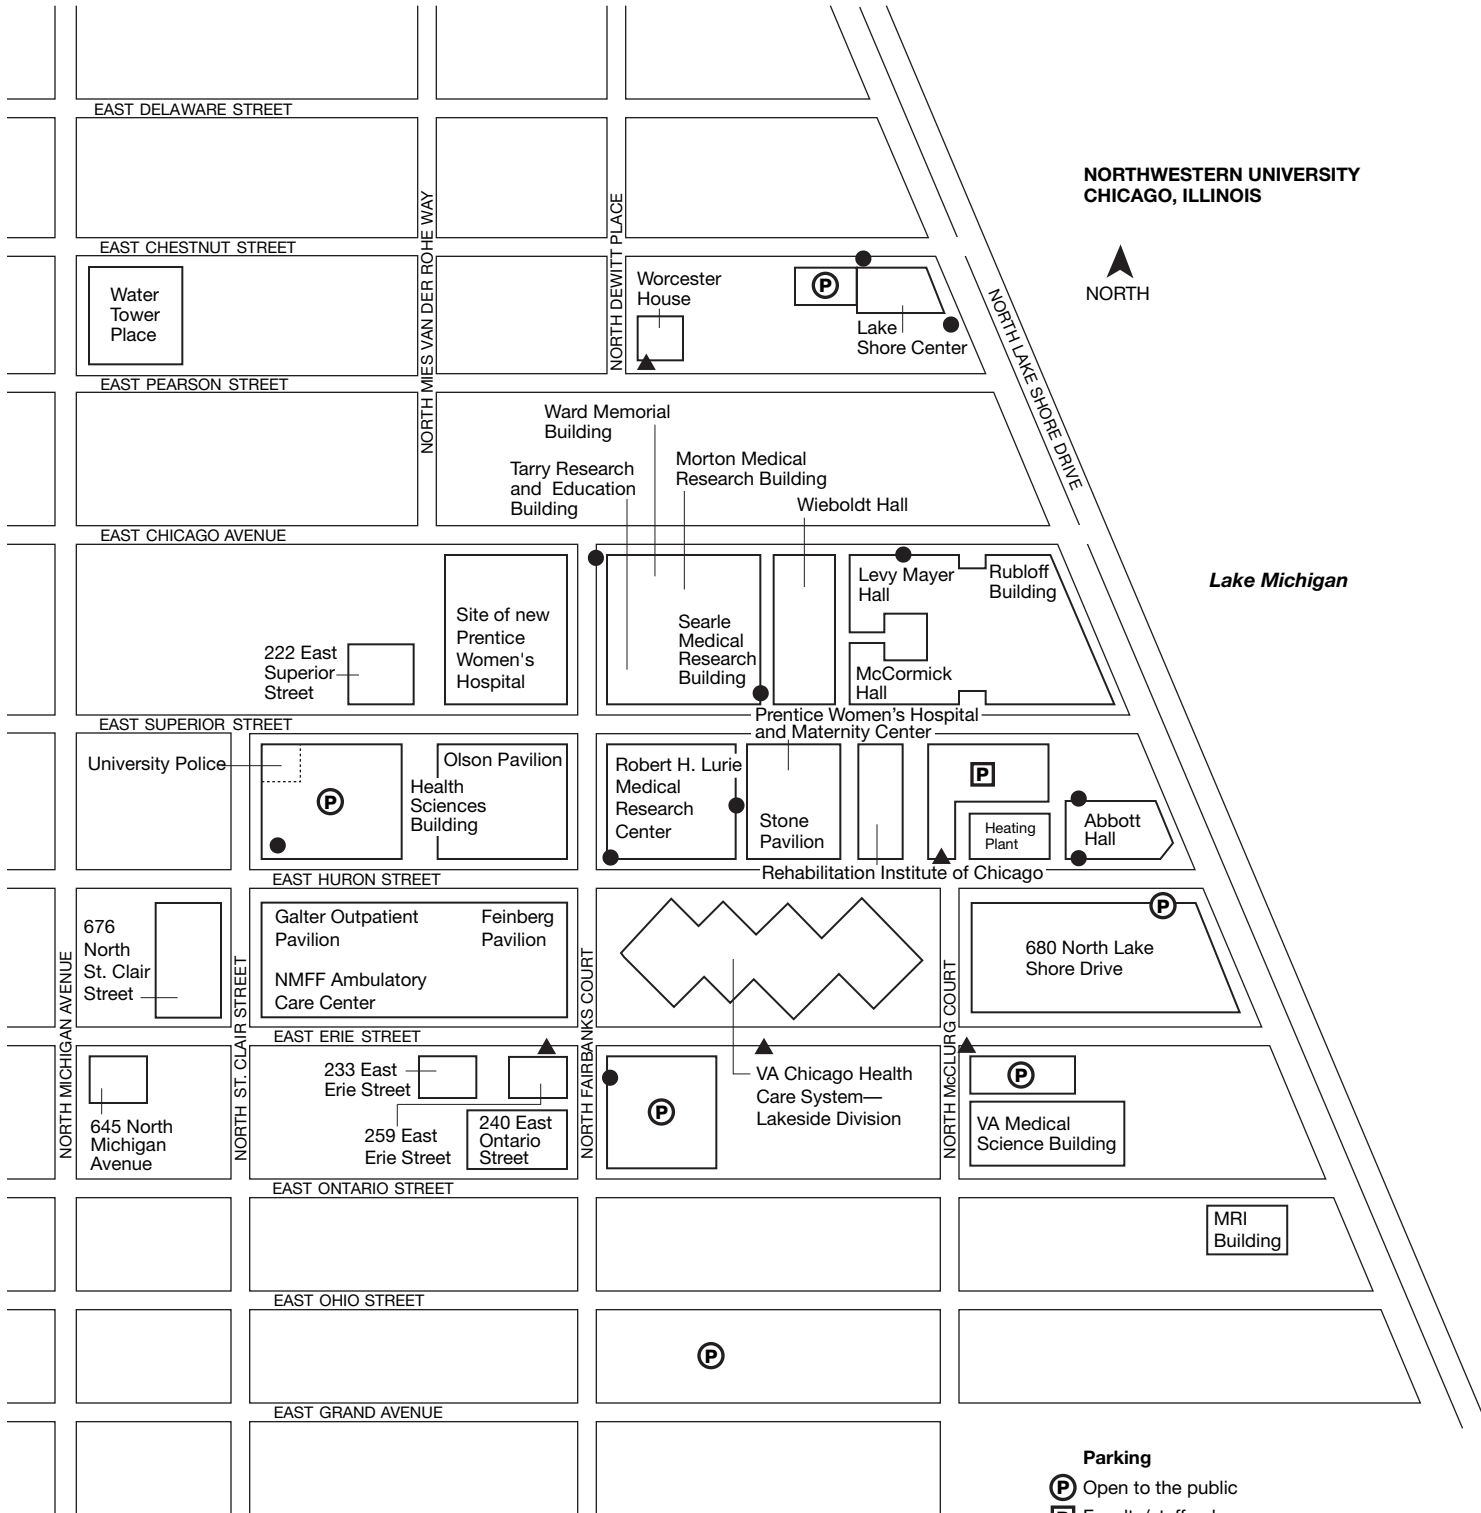 EAST DELAWARE STREET
NORTHWESTERN UNIVERSITY
CHICAGO, ILLINOIS
NORTH
EAST CHESTNUT STREET
NORTH MIES VAN DER ROHE WAY
NORTH DEWITT PLACE
Water
Tower
Place
Worcester
House
P
Lake
Shore Center
NORTH LAKE SHORE DRIVE
EAST PEARSON STREET
Ward Memorial
Building
Tarry Research
and Education
Building
Morton Medical
Research Building
Wieboldt Hall
EAST CHICAGO AVENUE
Lake Michigan
Site of new
Prentice
Women's
Hospital
222 East
Superior
Street
Searle
Medical
Research
Building
Levy Mayer
Hall
Rubloff
Building
McCormick
Hall
EAST SUPERIOR STREET
Prentice Women's Hospital
and Maternity Center
University Police
P
Olson Pavilion
Health
Sciences
Building
Robert H. Lurie
Medical
Research
Center
Stone
Pavilion
P
Heating
Plant
Abbott
Hall
EAST HURON STREET
Rehabilitation Institute of Chicago
676
North
St. Clair
Street
Galter Outpatient
Pavilion
Feinberg
Pavilion
NMFF Ambulatory
Care Center
P
680 North Lake
Shore Drive
NORTH MICHIGAN AVENUE
NORTH ST. CLAIR STREET
NORTH FAIRBANKS COURT
NORTH McCLURG COURT
EAST ERIE STREET
645 North
Michigan
Avenue
233 East
Erie Street
259 East
Erie Street
240 East
Ontario
Street
P
VA Chicago Health
Care System—
Lakeside Division
P
VA Medical
Science Building
EAST ONTARIO STREET
MRI
Building
EAST OHIO STREET
P
EAST GRAND AVENUE
Parking
P Open to the public